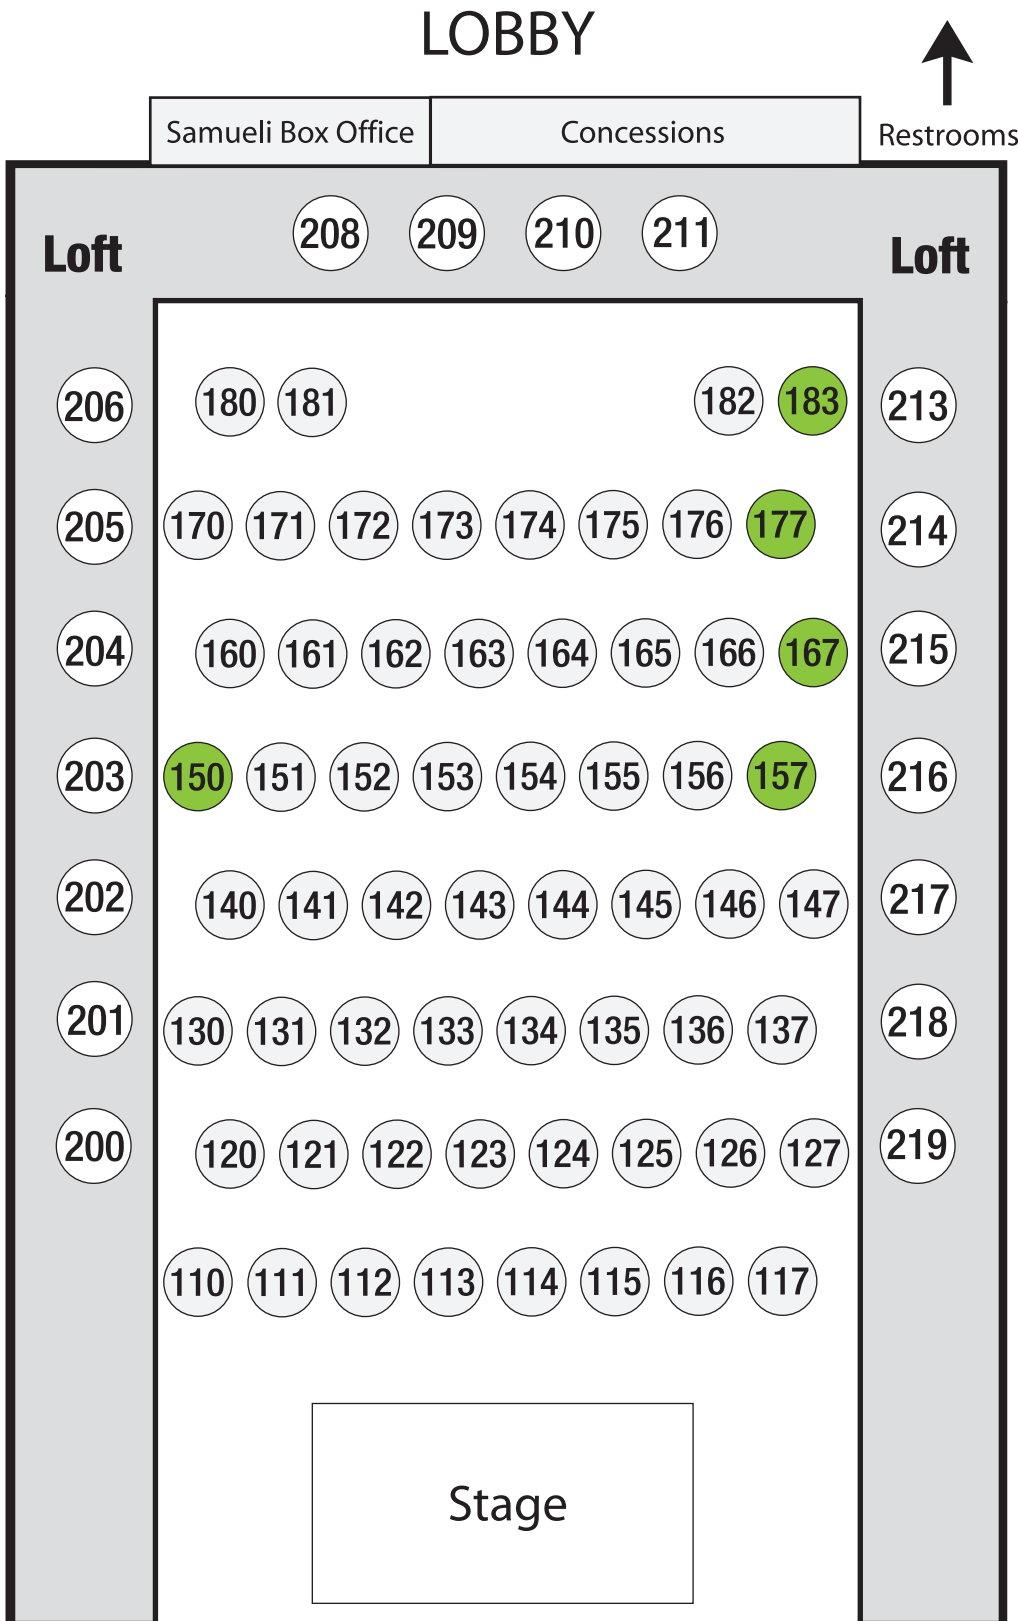 LOBBY
Samueli Box Office Concessions Restrooms
208 209 210 211
Loft Loft
206 180 181 182 183 213
205 170 171 172 173 174 175 176 177 214
204 160 161 162 163 164 165 166 167 215
203 150 151 152 153 154 155 156 157 216
202 140 141 142 143 144 145 146 147 217
201 130 131 132 133 134 135 136 137 218
200 120 121 122 123 124 125 126 127 219
110 111 112 113 114 115 116 117
Stage